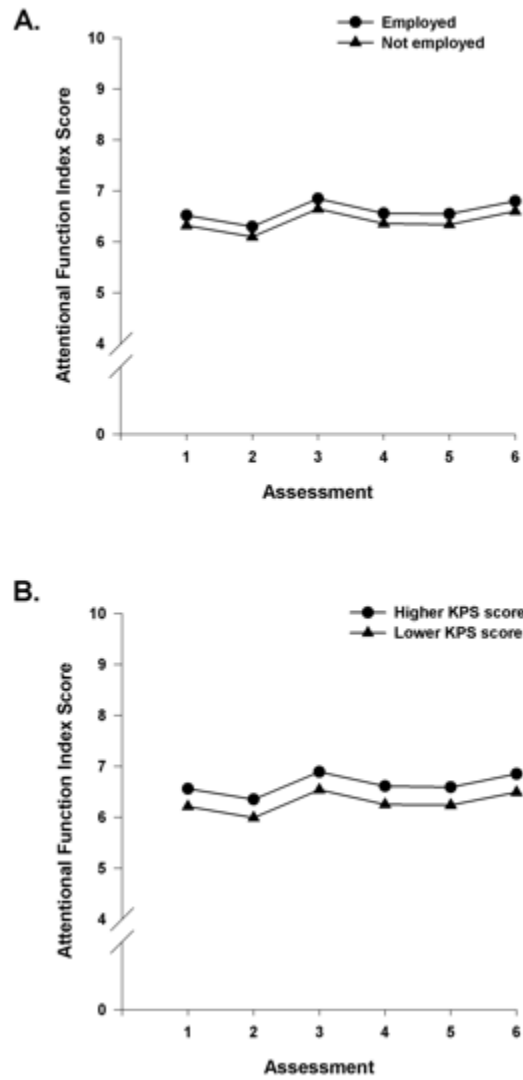 A.
Employed
Not employed
10
9
8
7
6
5
4
0
Attentional Function Index Score
1 2 3 4 5 6
Assessment
B.
Higher KPS score
Lower KPS score
10
9
8
7
6
5
4
0
Attentional Function Index Score
1 2 3 4 5 6
Assessment